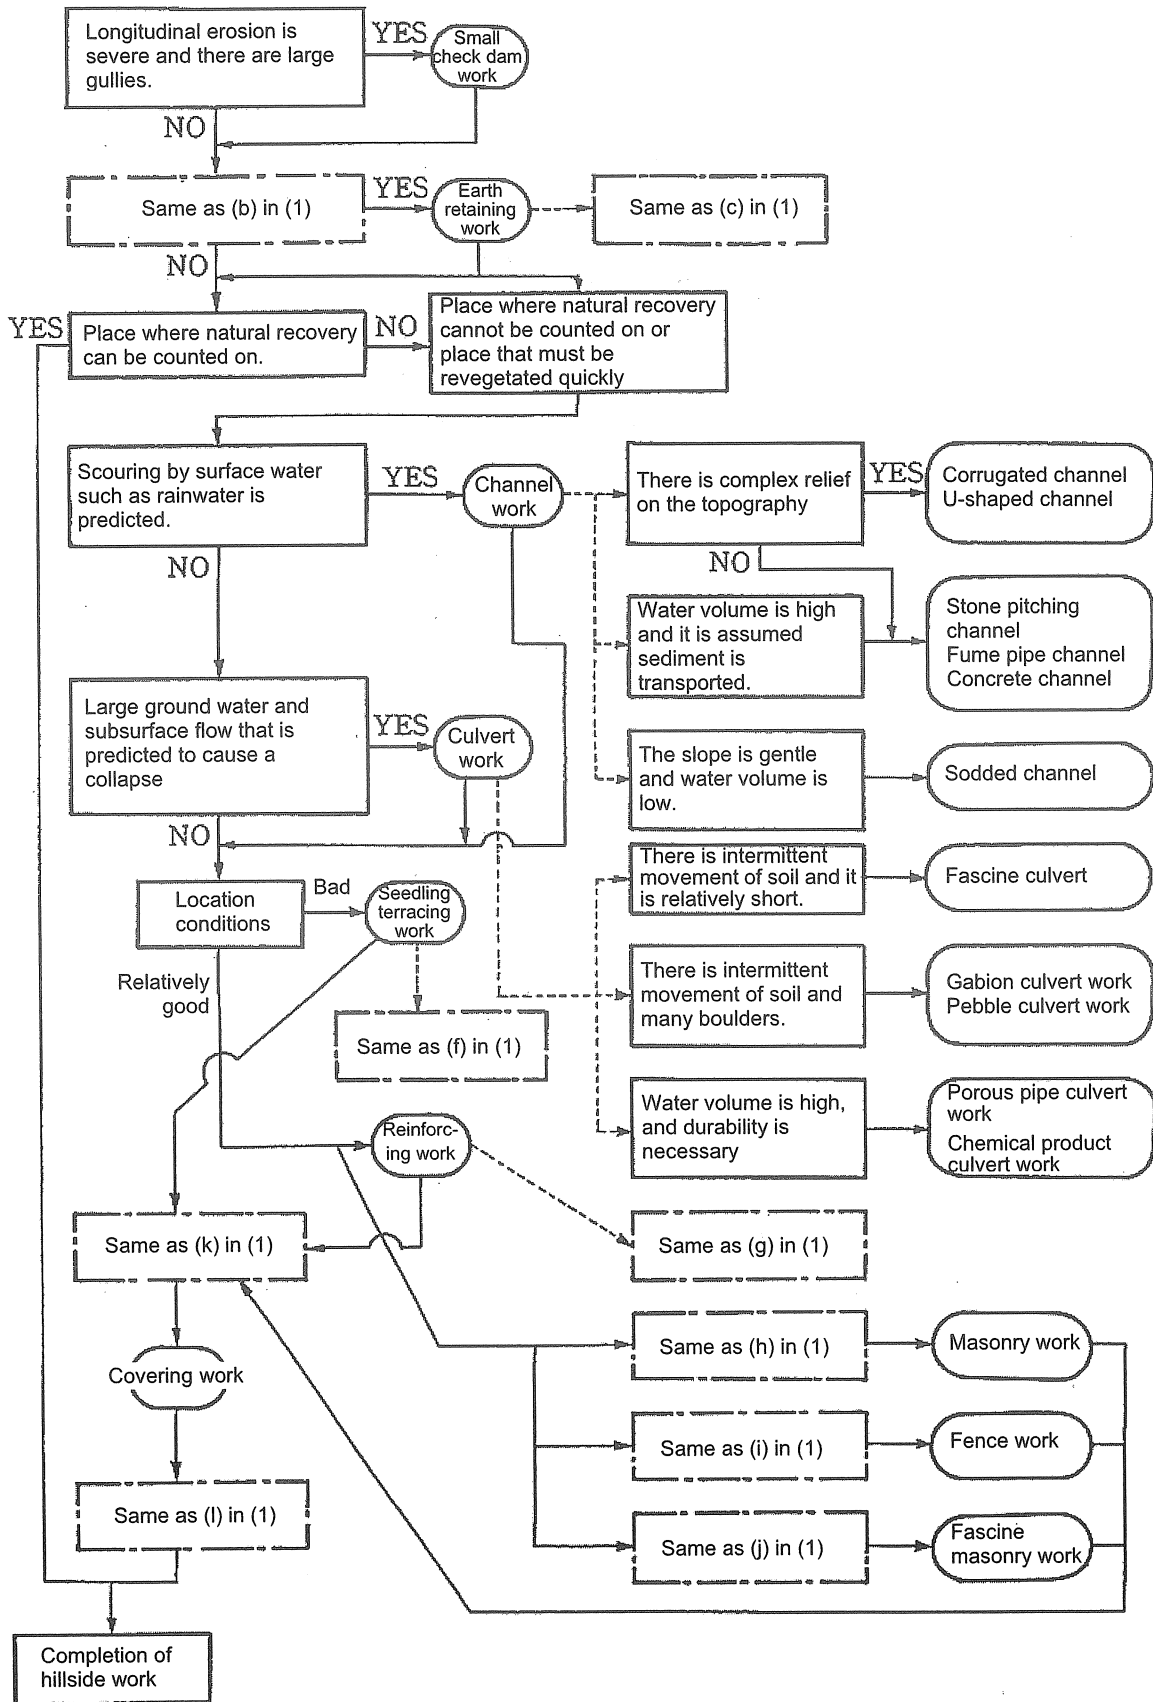 Longitudinal erosion is
severe and there are large
gullies.
YES
Small
check dam
work
NO
Same as (b) in (1)
YES
Earth
retaining
work
Same as (c) in (1)
NO
YES
Place where natural recovery
can be counted on.
NO
Place where natural recovery
cannot be counted on or
place that must be
revegetated quickly
Scouring by surface water
such as rainwater is
predicted.
YES
Channel
work
There is complex relief
on the topography
YES
Corrugated channel
U-shaped channel
NO
NO
Water volume is high
and it is assumed
sediment is
transported.
Stone pitching
channel
Fume pipe channel
Concrete channel
Large ground water and
subsurface flow that is
predicted to cause a
collapse
YES
Culvert
work
The slope is gentle
and water volume is
low.
Sodded channel
NO
There is intermittent
movement of soil and it
is relatively short.
Fascine culvert
Location
conditions
Bad
Seedling
terracing
work
Relatively
good
There is intermittent
movement of soil and
many boulders.
Gabion culvert work
Pebble culvert work
Same as (f) in (1)
Water volume is high,
and durability is
necessary
Porous pipe culvert
work
Chemical product
culvert work
Reinforc-
ing work
Same as (k) in (1)
Same as (g) in (1)
Same as (h) in (1)
Masonry work
Covering work
Same as (i) in (1)
Fence work
Same as (l) in (1)
Same as (j) in (1)
Fascine
masonry work
Completion of
hillside work